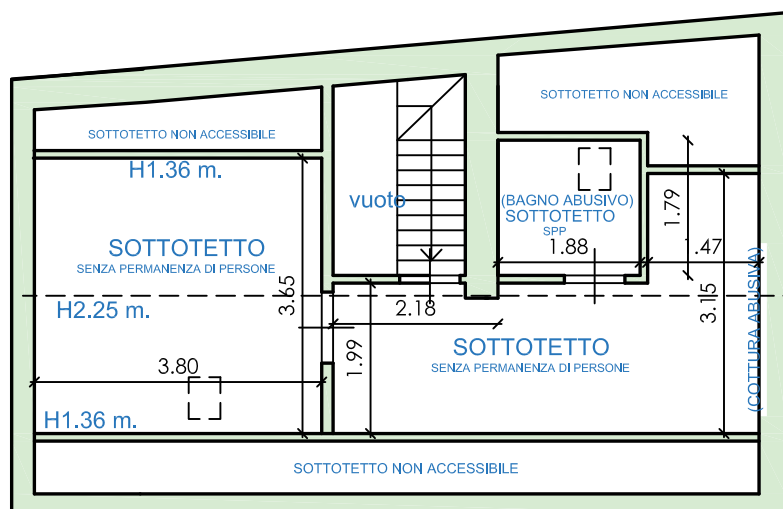 SOTTOTETTO NON ACCESSIBILE
SOTTOTETTO NON ACCESSIBILE
H1.36 m.
vuoto
(BAGNO ABUSIVO)
SOTTOTETTO
SPP
1.79
1.88
1.47
SOTTOTETTO
SENZA PERMANENZA DI PERSONE
3.65
H2.25 m.
2.18
3.15
(COTTURA ABUSIVA)
1.99
SOTTOTETTO
SENZA PERMANENZA DI PERSONE
3.80
H1.36 m.
SOTTOTETTO NON ACCESSIBILE